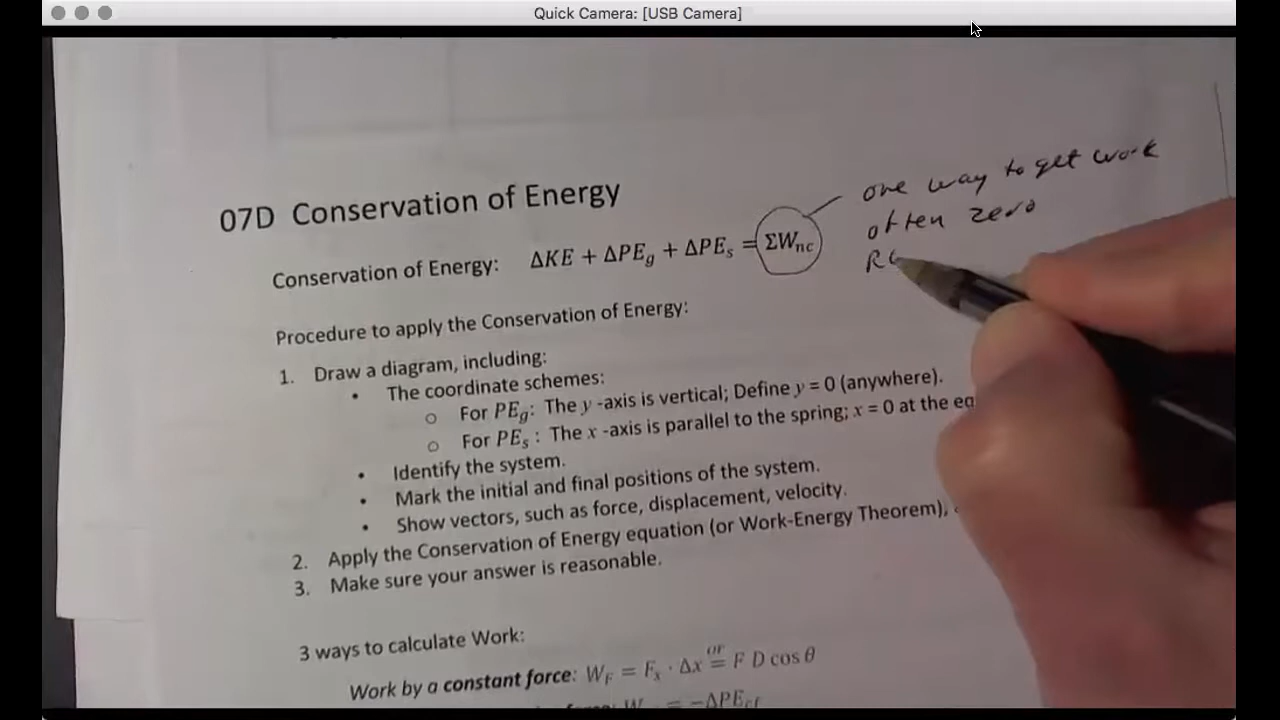 Quick Camera: [USB Camera]
07D Conservation of Energy
one way to get work
often zero
Conservation of Energy: ΔKE + ΔPE_g + ΔPE_s = ΣW_nc
Procedure to apply the Conservation of Energy:
1. Draw a diagram, including:
• The coordinate schemes:
o For PE_g: The y -axis is vertical; Define y = 0 (anywhere).
o For PE_s : The x -axis is parallel to the spring; x = 0 at the
• Identify the system.
• Mark the initial and final positions of the system.
• Show vectors, such as force, displacement, velocity.
2. Apply the Conservation of Energy equation (or Work-Energy Theorem),
3. Make sure your answer is reasonable.
3 ways to calculate Work:
Work by a constant force: W_F = F_x · Δx or = F D cos θ